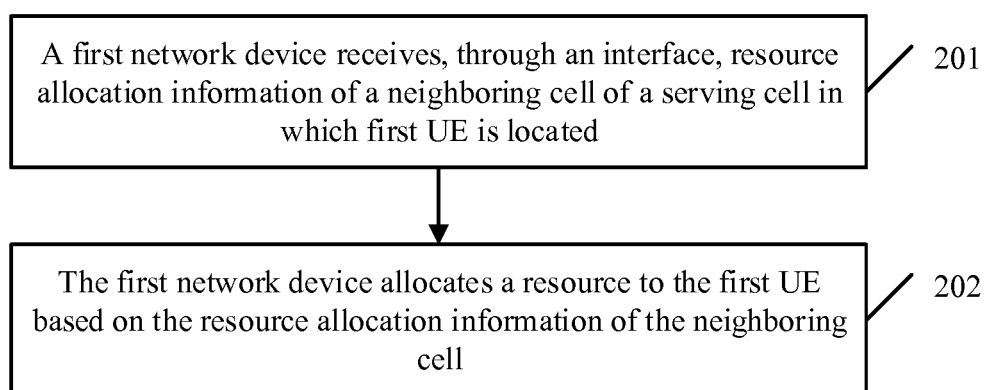 A first network device receives, through an interface, resource
allocation information of a neighboring cell of a serving cell in
which first UE is located
201
The first network device allocates a resource to the first UE
based on the resource allocation information of the neighboring
cell
202